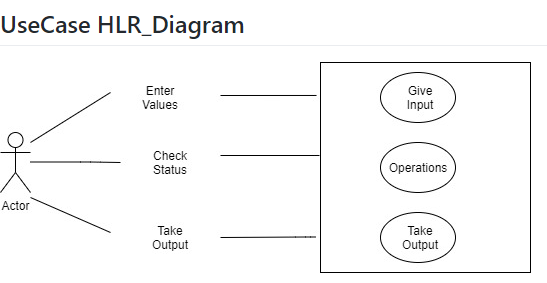 UseCase HLR_Diagram
Enter
Values
Give
Input
Check
Status
Operations
Actor
Take
Output
Take
Output